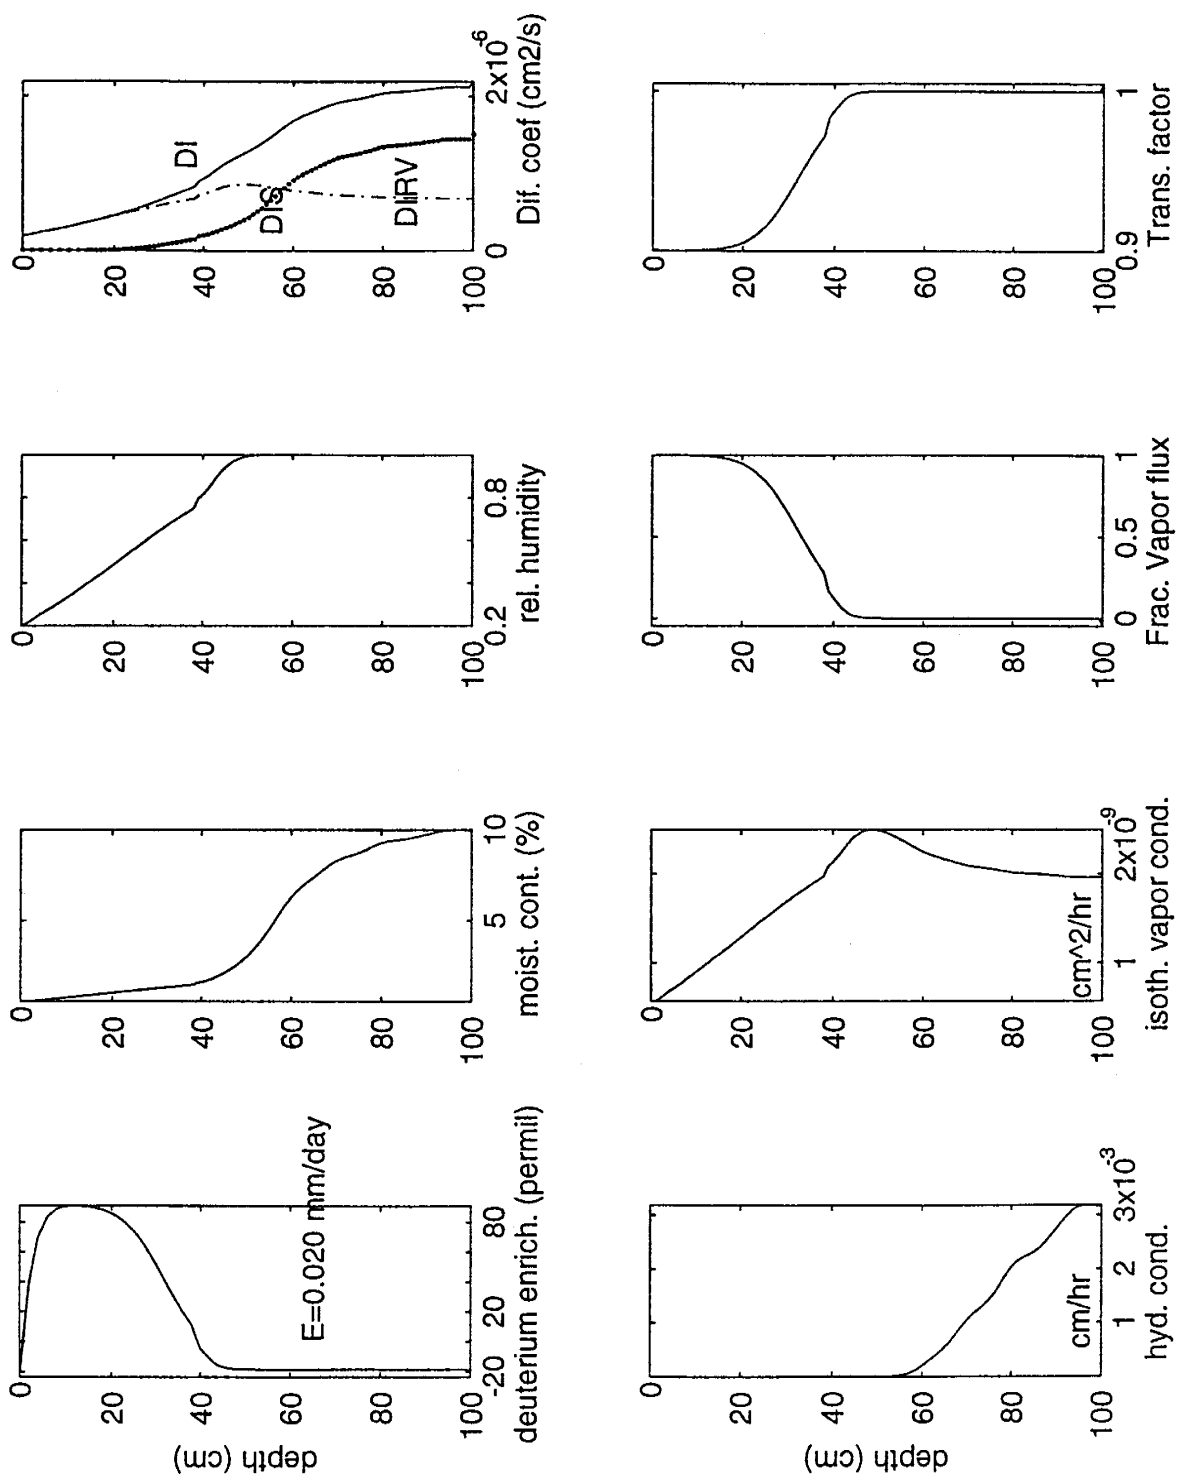 depth (cm)
0
20
40
60
80
100
E=0.020 mm/day
-20 20 80
deuterium enrich. (permil)
0
20
40
60
80
100
5 10
moist. cont. (%)
0
20
40
60
80
100
0.2 0.8
rel. humidity
0
20
40
60
80
100
DI
DIS
DIRV
0 2x10-6
Dif. coef (cm2/s)
depth (cm)
0
20
40
60
80
100
cm/hr
1 2 3x10-3
hyd. cond.
0
20
40
60
80
100
cm^2/hr
1 2x10-9
isoth. vapor cond.
0
20
40
60
80
100
0 0.5 1
Frac. Vapor flux
0
20
40
60
80
100
0.9 1
Trans. factor